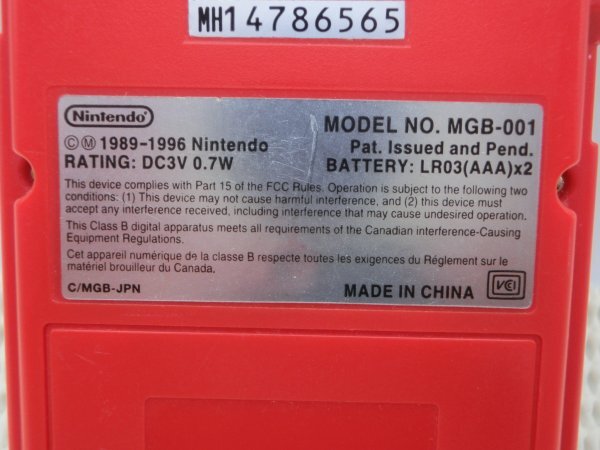 MH14786565
Nintendo
©Ⓜ 1989-1996 Nintendo
MODEL NO. MGB-001
Pat. Issued and Pend.
RATING: DC3V 0.7W
BATTERY: LR03(AAA)x2
This device complies with Part 15 of the FCC Rules. Operation is subject to the following two
conditions: (1) This device may not cause harmful interference, and (2) this device must
accept any interference received, including interference that may cause undesired operation.
This Class B digital apparatus meets all requirements of the Canadian interference-Causing
Equipment Regulations.
Cet appareil numérique de la classe B respecte toutes les exigences du Réglement sur le
matériel brouilleur du Canada.
C/MGB-JPN
MADE IN CHINA
VCI